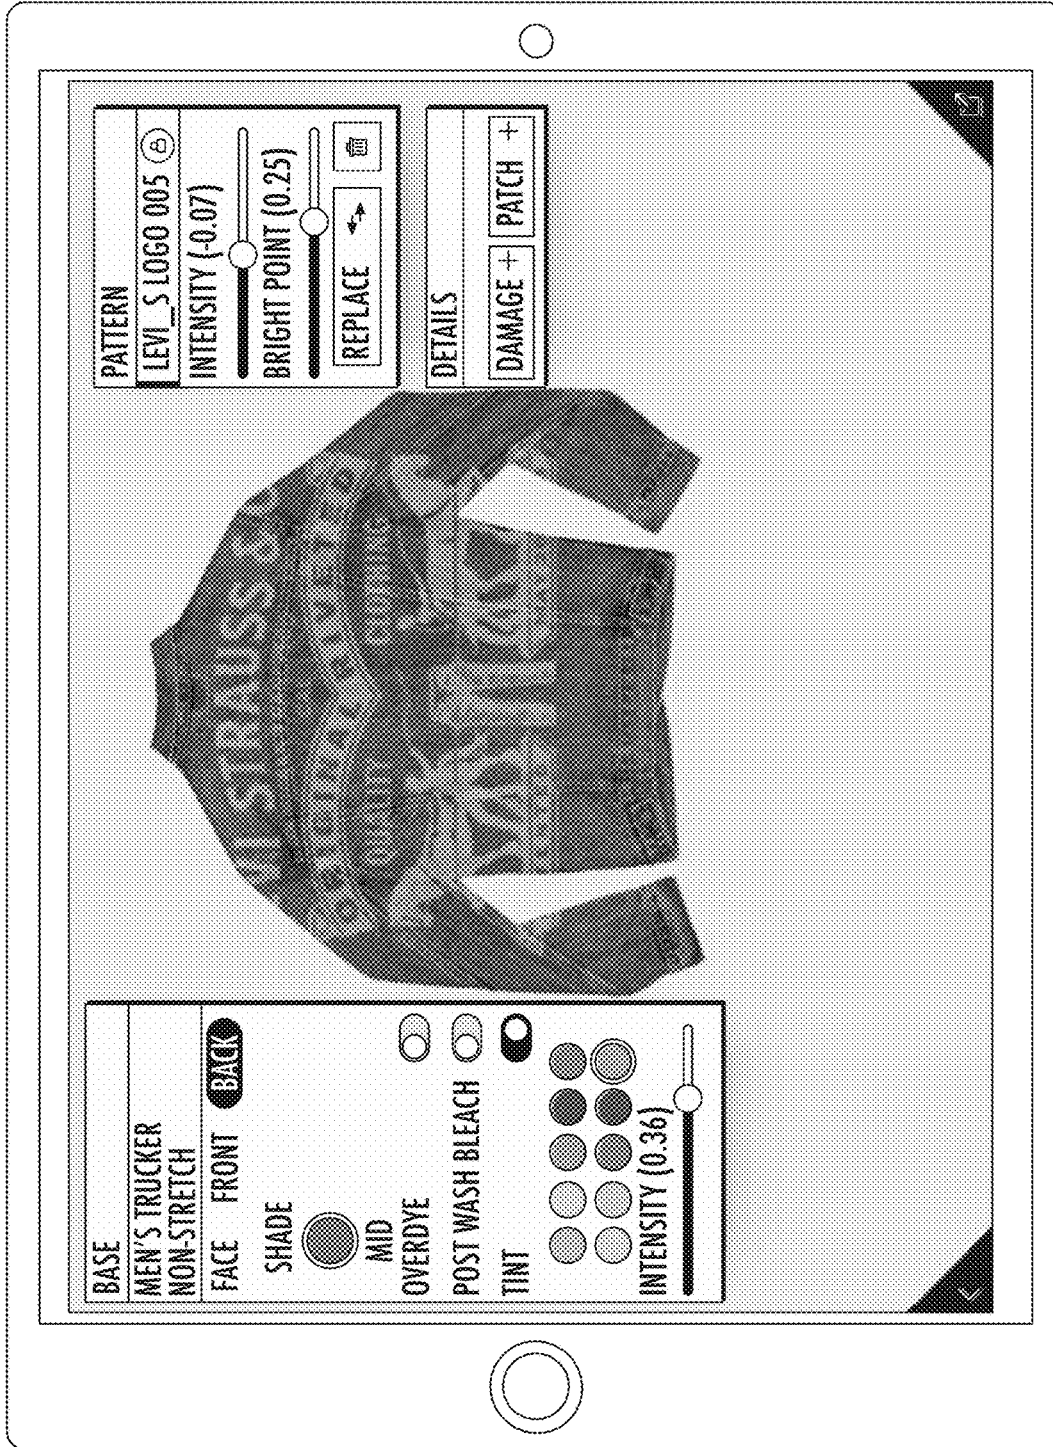 BASE
MEN'S TRUCKER
NON-STRETCH
FACE FRONT BACK
SHADE
MID
OVERDYE
POST WASH BLEACH
TINT
INTENSITY (0.36)
STRAUSS &
PATTERN
LEVI_S LOGO 005
INTENSITY (-0.07)
BRIGHT POINT (0.25)
REPLACE
DETAILS
DAMAGE + PATCH +